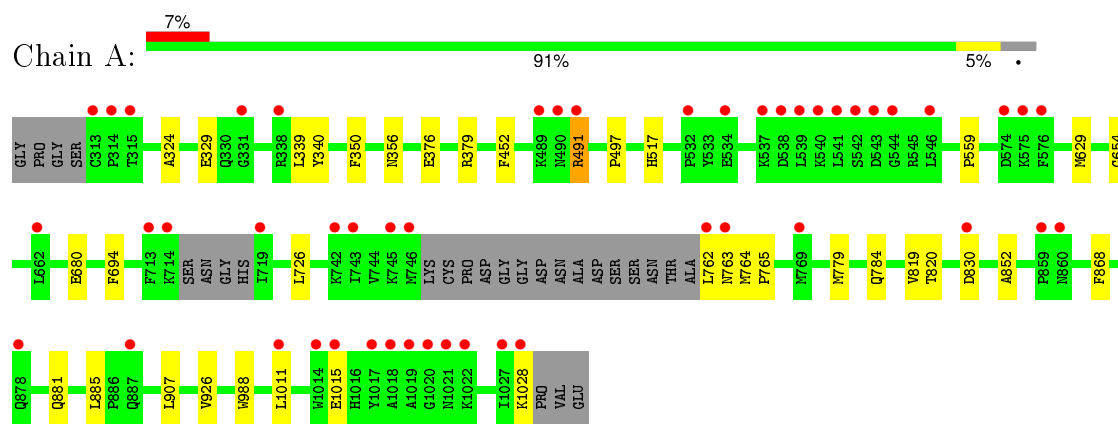 7%
Chain A:
91% 5% •
GLY PRO GLY SER G313 P314 T315 A324 E329 Q330 G331 R338 L339 Y340 F350 N356 E376 R379 F452 K489 N490 R491 P497 H517 P532 Y533 E534 K537 D538 L539 K540 L541 S542 D543 G544 R545 L546 P559 D574 K575 F576 M629
L662 E680 F694 F713 K714 SER ASN GLY HIS I719 L726 K742 I743 V744 K745 M746 LYS CYS PRO ASP GLY GLY ASP ASN ALA ASP SER SER ASN THR ALA L762 N763 M764 P765 M769 M779 Q784 V819 T820 D830 A852 P859 N860 F868
Q878 Q881 L885 P886 Q887 L907 V926 W988 L1011 W1014 E1015 H1016 Y1017 A1018 A1019 G1020 N1021 K1022 I1027 K1028 PRO VAL GLU